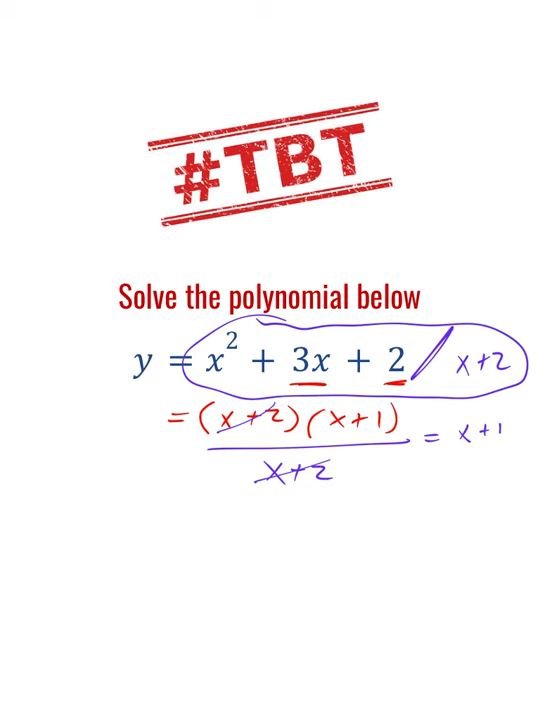 #TBT
Solve the polynomial below
y = x² + 3x + 2 / x+2
= (x+2)(x+1)
x+2
= x+1